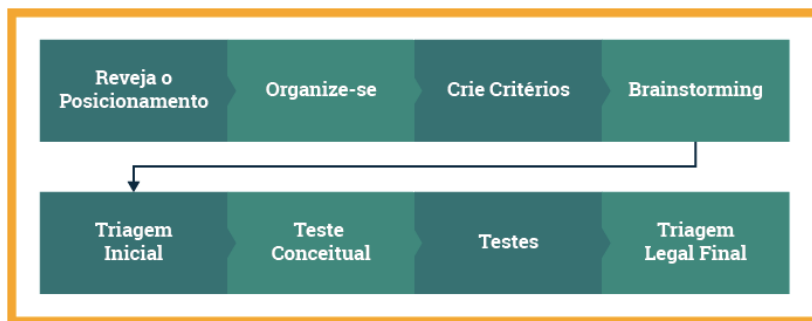 Reveja o
Posicionamento
Organize-se
Crie Critérios
Brainstorming
Triagem
Inicial
Teste
Conceitual
Testes
Triagem
Legal Final